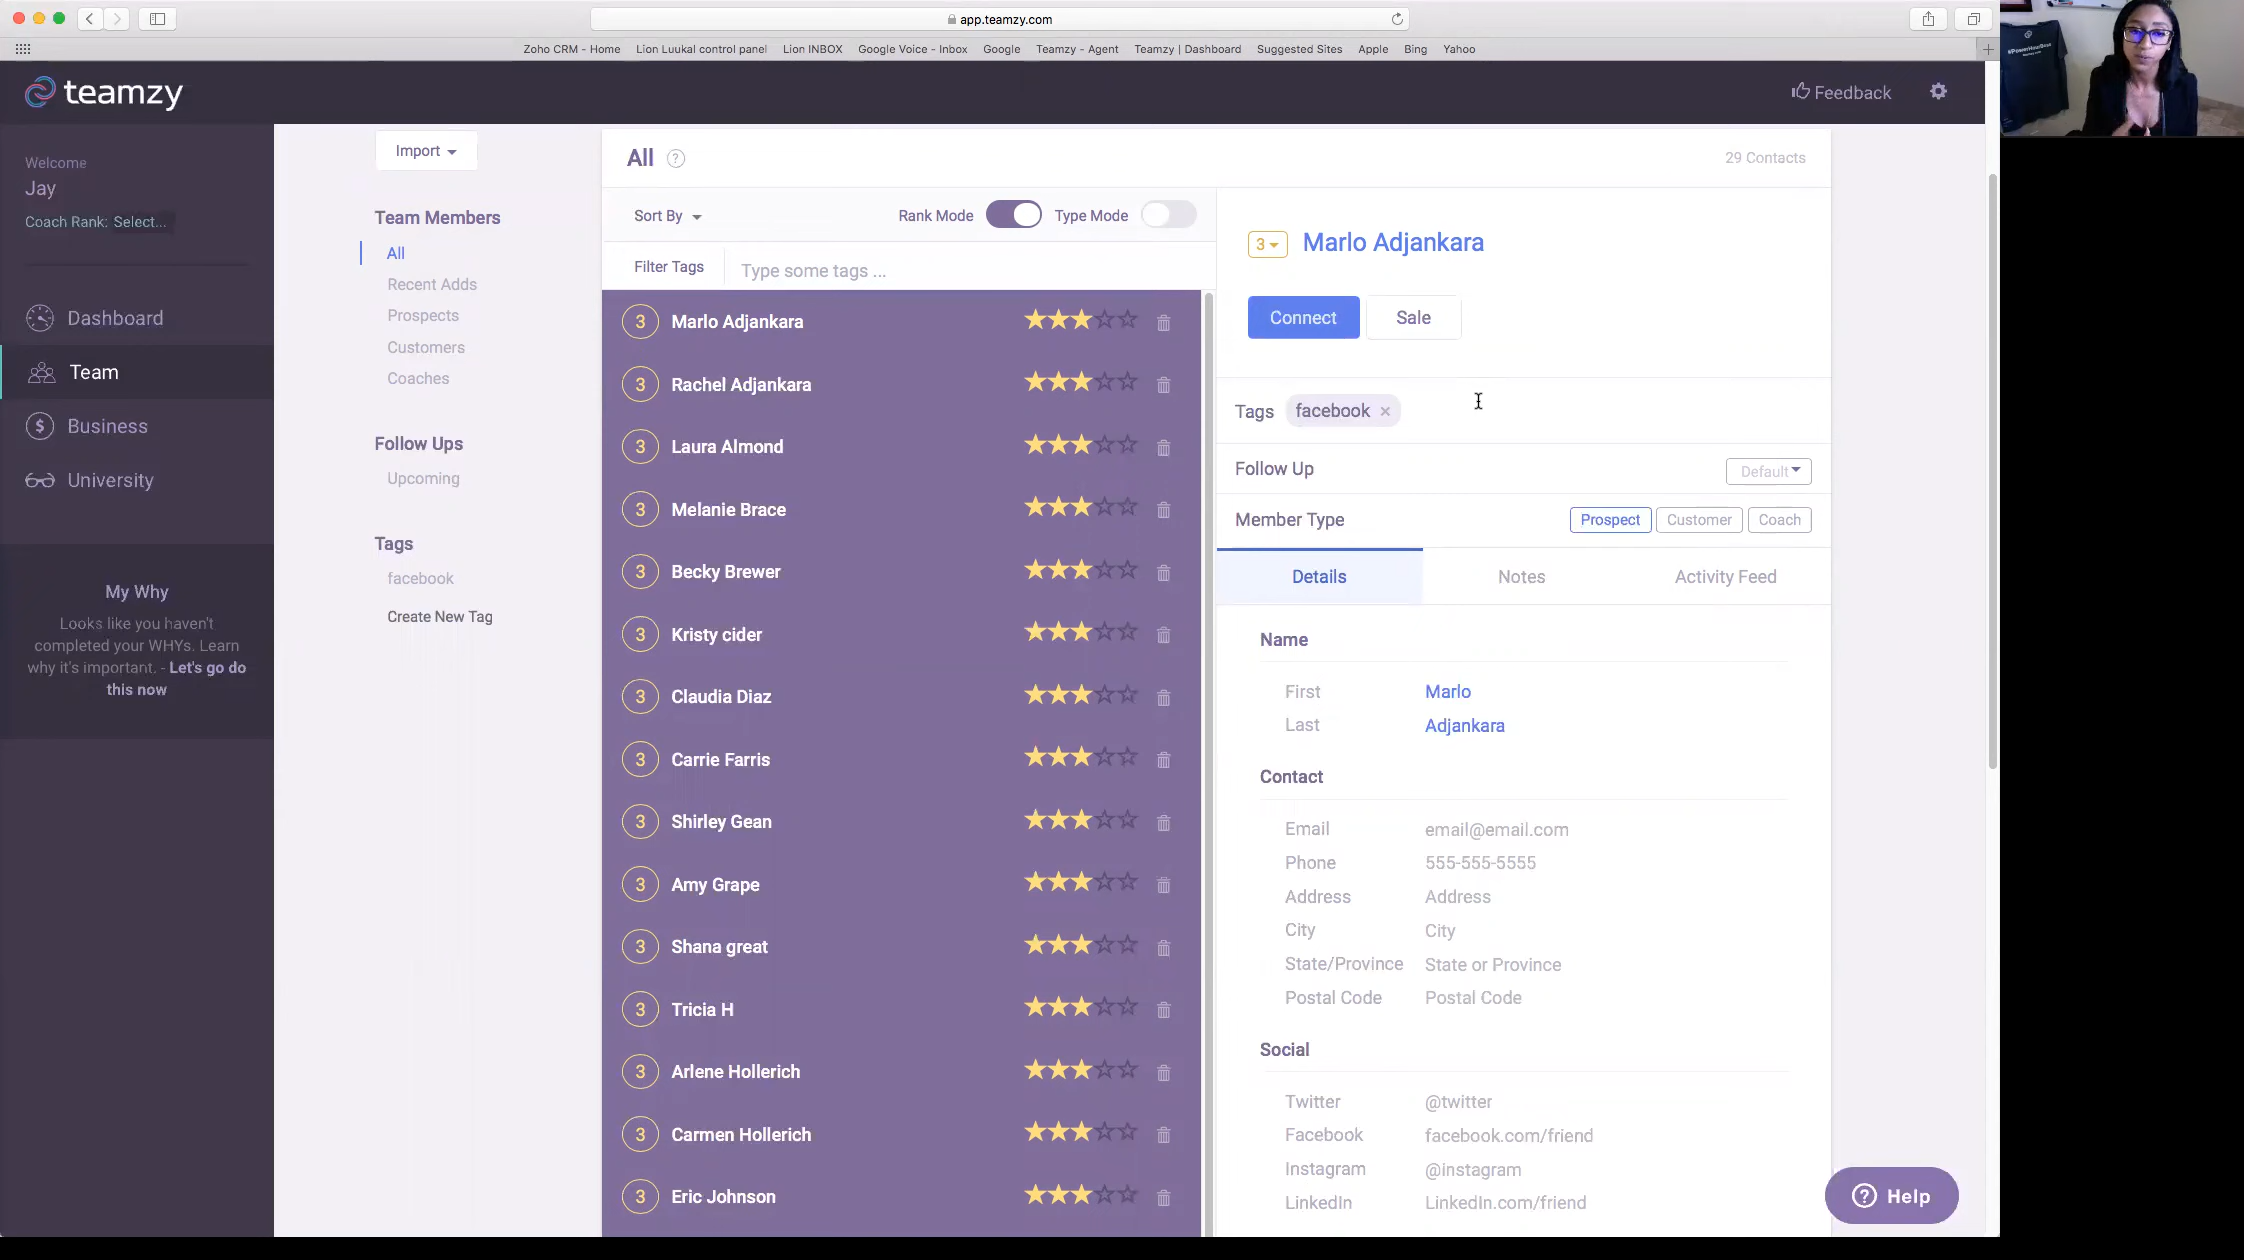 app.teamzy.com
Zoho CRM - Home
Lion Luukal control panel
Lion INBOX
Google Voice - Inbox
Google
Teamzy - Agent
Teamzy | Dashboard
Suggested Sites
Apple
Bing
Yahoo
teamzy
Feedback
Welcome
Jay
Coach Rank: Select...
Dashboard
Team
Business
University
My Why
Looks like you haven't
completed your WHYs. Learn
why it's important. - Let's go do
this now
Import
Team Members
All
Recent Adds
Prospects
Customers
Coaches
Follow Ups
Upcoming
Tags
facebook
Create New Tag
All ?
29 Contacts
Sort By
Rank Mode
Type Mode
Filter Tags
Type some tags ...
3 Marlo Adjankara
3 Rachel Adjankara
3 Laura Almond
3 Melanie Brace
3 Becky Brewer
3 Kristy cider
3 Claudia Diaz
3 Carrie Farris
3 Shirley Gean
3 Amy Grape
3 Shana great
3 Tricia H
3 Arlene Hollerich
3 Carmen Hollerich
3 Eric Johnson
3 Marlo Adjankara
Connect
Sale
Tags facebook ×
Follow Up
Default
Member Type
Prospect
Customer
Coach
Details
Notes
Activity Feed
Name
First Marlo
Last Adjankara
Contact
Email email@email.com
Phone 555-555-5555
Address Address
City City
State/Province State or Province
Postal Code Postal Code
Social
Twitter @twitter
Facebook facebook.com/friend
Instagram @instagram
LinkedIn LinkedIn.com/friend
? Help